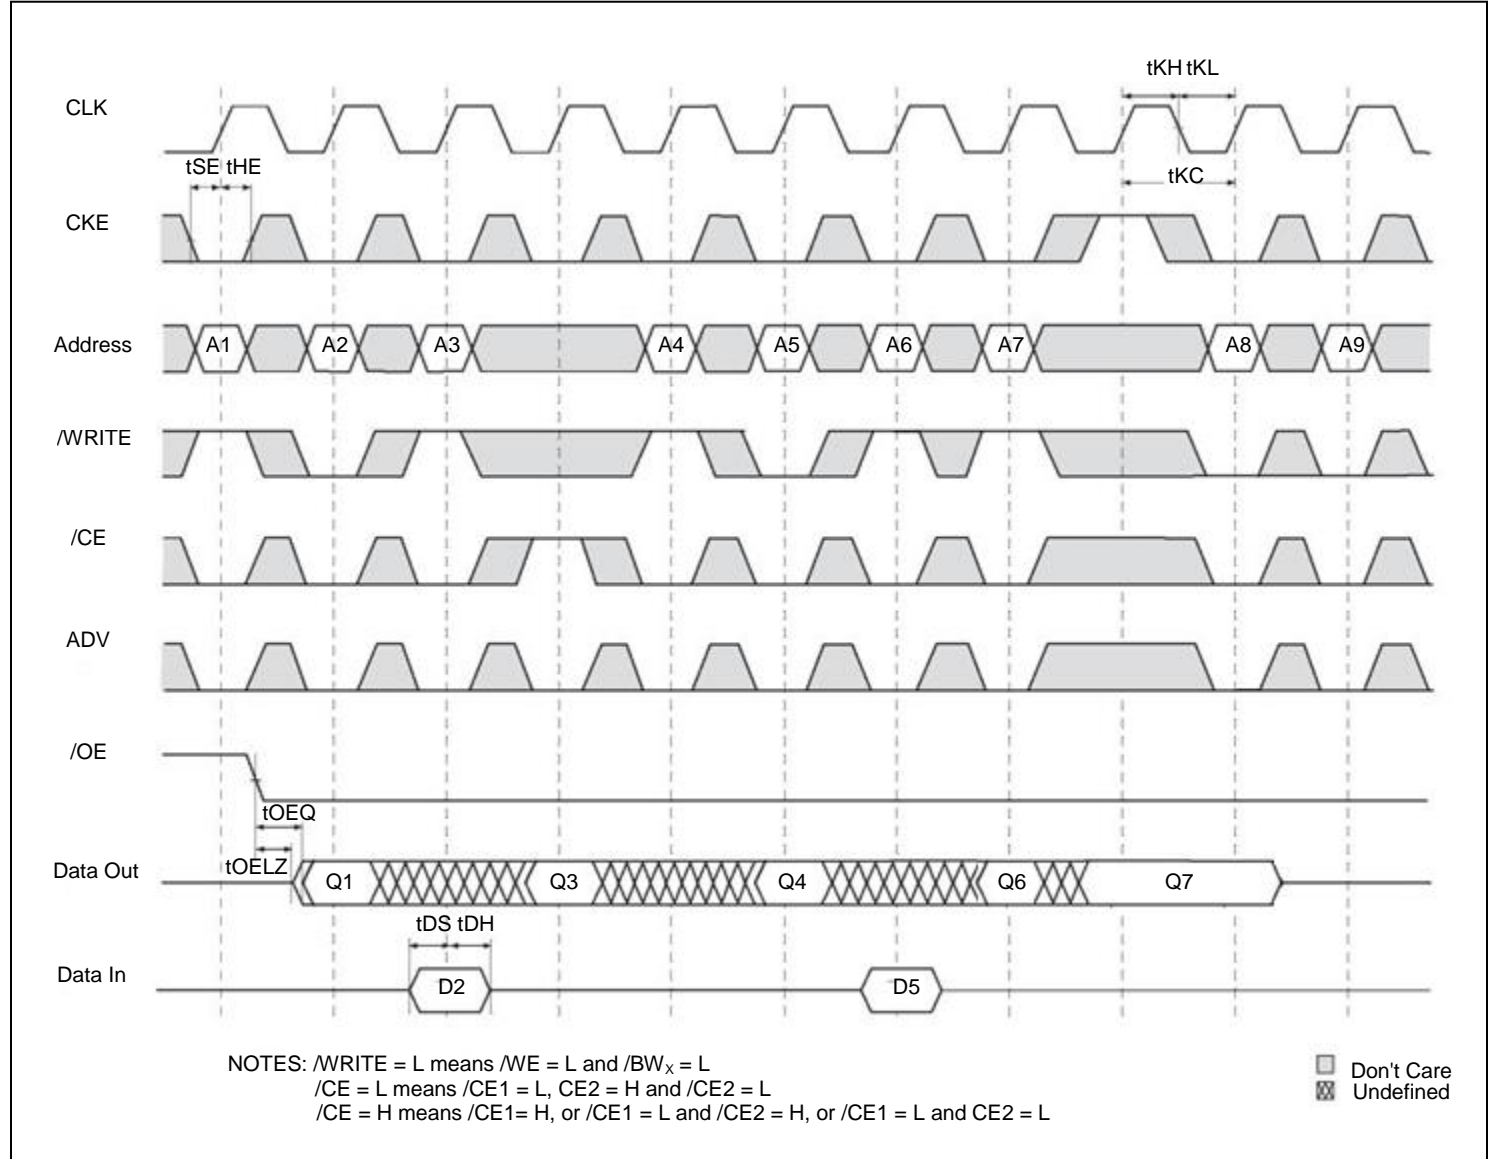 tKH tKL
CLK
tSE tHE
tKC
CKE
Address A1 A2 A3 A4 A5 A6 A7 A8 A9
/WRITE
/CE
ADV
/OE
tOEQ
tOELZ
Data Out Q1 Q3 Q4 Q6 Q7
tDS tDH
Data In D2 D5
NOTES: /WRITE = L means /WE = L and /BWX = L
/CE = L means /CE1 = L, CE2 = H and /CE2 = L
/CE = H means /CE1= H, or /CE1 = L and /CE2 = H, or /CE1 = L and CE2 = L
Don't Care
Undefined